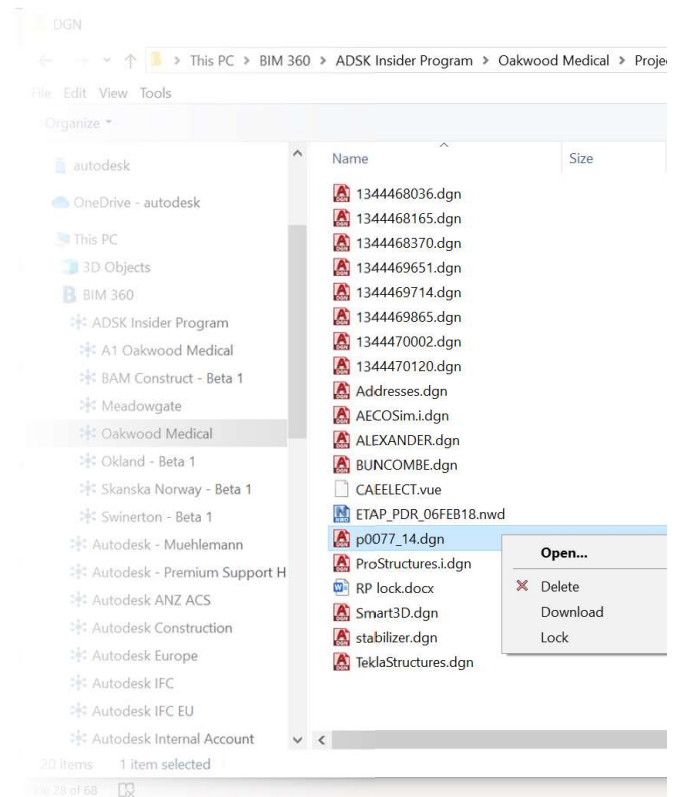 DGN
This PC > BIM 360 > ADSK Insider Program > Oakwood Medical > Proje
File Edit View Tools
Organize
autodesk
OneDrive - autodesk
This PC
3D Objects
BIM 360
ADSK Insider Program
A1 Oakwood Medical
BAM Construct - Beta 1
Meadowgate
Oakwood Medical
Okland - Beta 1
Skanska Norway - Beta 1
Swinerton - Beta 1
Autodesk - Muehlemann
Autodesk - Premium Support H
Autodesk ANZ ACS
Autodesk Construction
Autodesk Europe
Autodesk IFC
Autodesk IFC EU
Autodesk Internal Account
Name Size
1344468036.dgn
1344468165.dgn
1344468370.dgn
1344469651.dgn
1344469714.dgn
1344469865.dgn
1344470002.dgn
1344470120.dgn
Addresses.dgn
AECOSim.i.dgn
ALEXANDER.dgn
BUNCOMBE.dgn
CAEELECT.vue
ETAP_PDR_06FEB18.nwd
p0077_14.dgn
ProStructures.i.dgn
RP lock.docx
Smart3D.dgn
stabilizer.dgn
TeklaStructures.dgn
Open...
Delete
Download
Lock
20 items 1 item selected
28 of 68